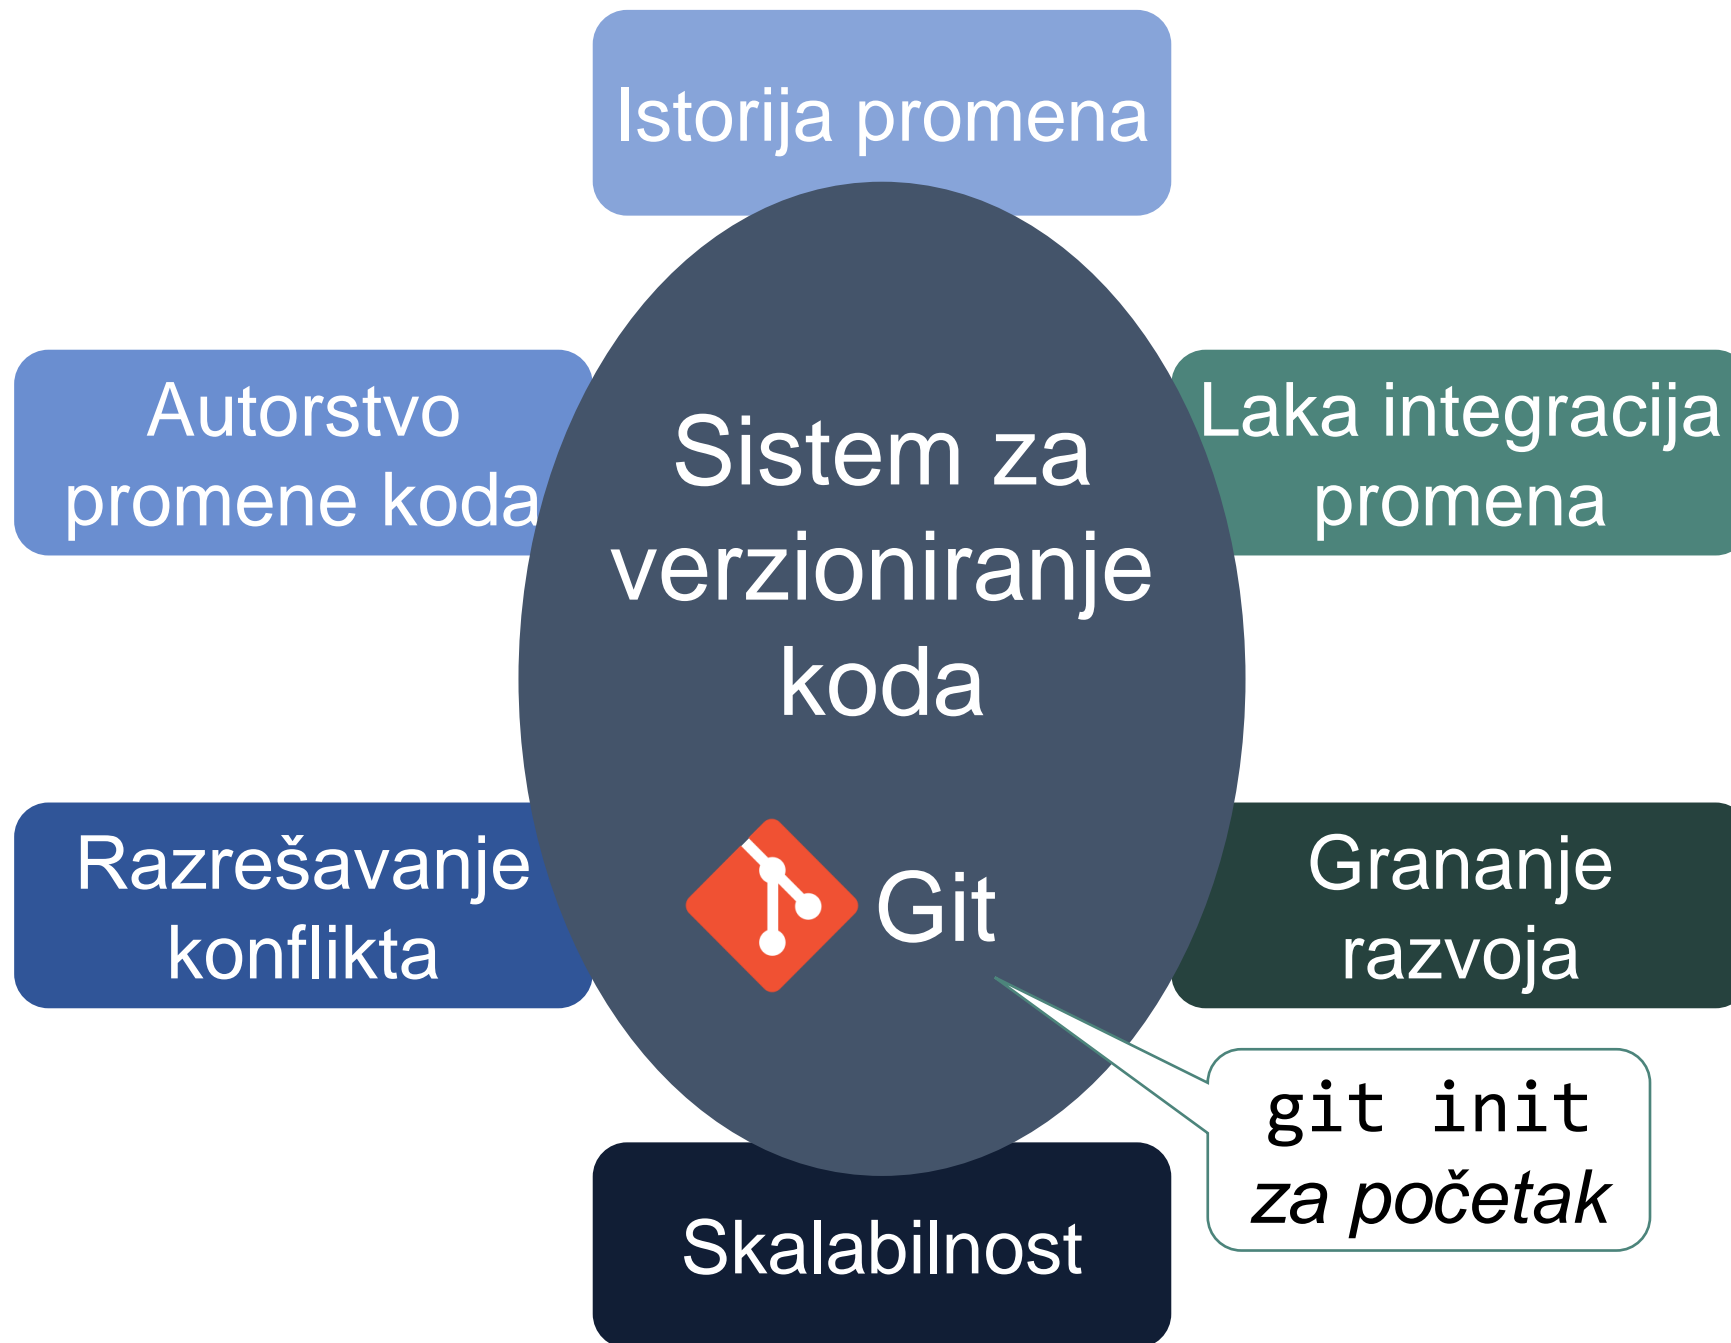 Istorija promena
Autorstvo
promene koda
Sistem za
verzioniranje
koda
Git
Laka integracija
promena
Razrešavanje
konflikta
Grananje
razvoja
git init
za početak
Skalabilnost